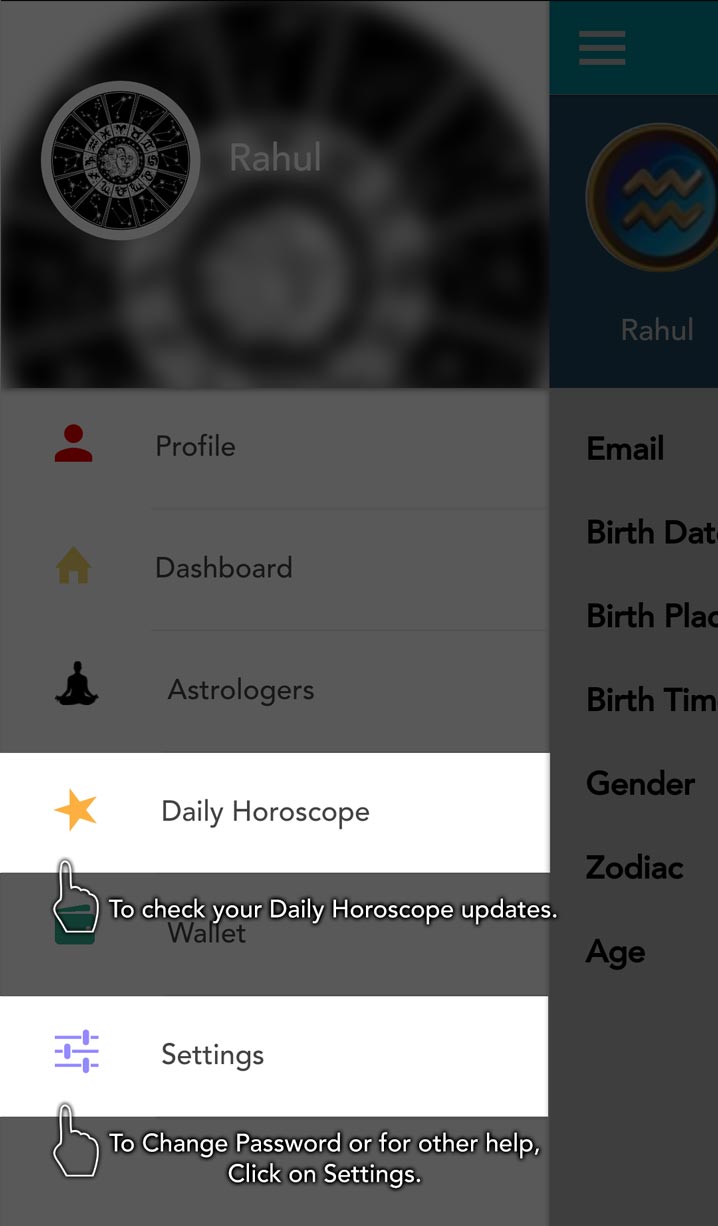 Rahul
Profile
Dashboard
Astrologers
Daily Horoscope
To check your Daily Horoscope updates.
Wallet
Settings
To Change Password or for other help,
Click on Settings.
Rahul
Email
Birth Dat
Birth Plac
Birth Tim
Gender
Zodiac
Age